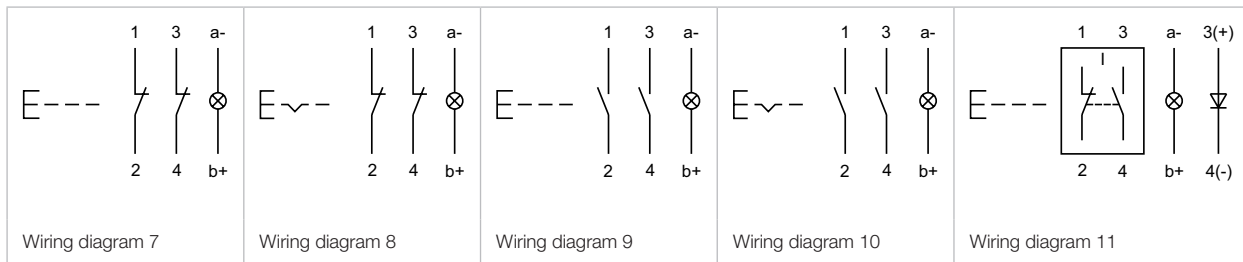 1 3 a-
2 4 b+
Wiring diagram 7
1 3 a-
2 4 b+
Wiring diagram 8
1 3 a-
2 4 b+
Wiring diagram 9
1 3 a-
2 4 b+
Wiring diagram 10
1 3 a- 3(+)
2 4 b+ 4(-)
Wiring diagram 11